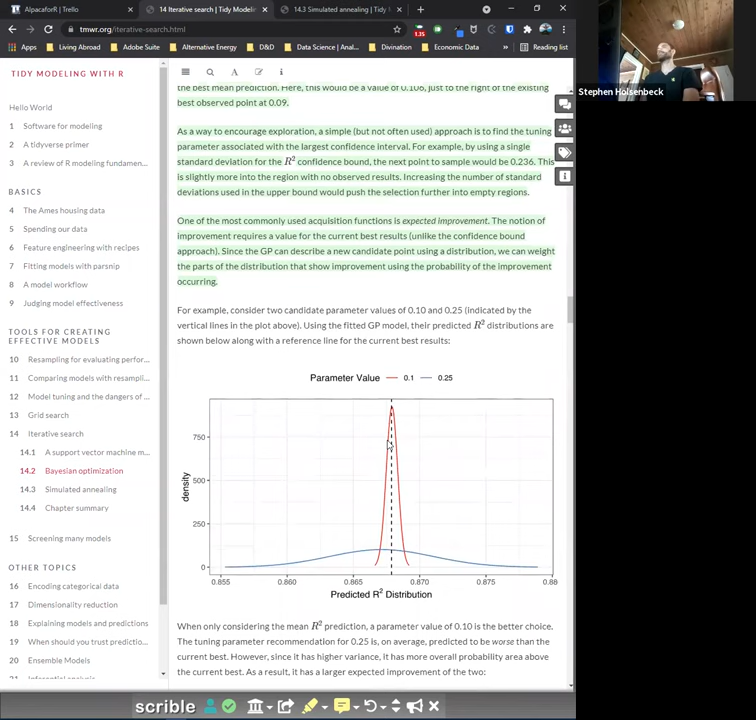 AlpacaforR | Trello
14 Iterative search | Tidy Modeli
14.3 Simulated annealing | Tidy
tmwr.org/iterative-search.html
Apps
Living Abroad
Adobe Suite
Alternative Energy
D&D
Data Science | Anal...
Divination
Economic Data
Reading list
1.35
TIDY MODELING WITH R
Hello World
1 Software for modeling
2 A tidyverse primer
3 A review of R modeling fundamen...
BASICS
4 The Ames housing data
5 Spending our data
6 Feature engineering with recipes
7 Fitting models with parsnip
8 A model workflow
9 Judging model effectiveness
TOOLS FOR CREATING
EFFECTIVE MODELS
10 Resampling for evaluating perfor...
11 Comparing models with resampli...
12 Model tuning and the dangers of ...
13 Grid search
14 Iterative search
14.1 A support vector machine m...
14.2 Bayesian optimization
14.3 Simulated annealing
14.4 Chapter summary
15 Screening many models
OTHER TOPICS
16 Encoding categorical data
17 Dimensionality reduction
18 Explaining models and predictions
19 When should you trust predictio...
20 Ensemble Models
21 Inferential analysis
the best mean prediction. Here, this would be a value of 0.106, just to the right of the existing
best observed point at 0.09.
As a way to encourage exploration, a simple (but not often used) approach is to find the tuning
parameter associated with the largest confidence interval. For example, by using a single
standard deviation for the R² confidence bound, the next point to sample would be 0.236. This
is slightly more into the region with no observed results. Increasing the number of standard
deviations used in the upper bound would push the selection further into empty regions.
One of the most commonly used acquisition functions is expected improvement. The notion of
improvement requires a value for the current best results (unlike the confidence bound
approach). Since the GP can describe a new candidate point using a distribution, we can weight
the parts of the distribution that show improvement using the probability of the improvement
occurring.
For example, consider two candidate parameter values of 0.10 and 0.25 (indicated by the
vertical lines in the plot above). Using the fitted GP model, their predicted R² distributions are
shown below along with a reference line for the current best results:
Parameter Value 0.1 0.25
density
750
500
250
0
0.855 0.860 0.865 0.870 0.875 0.88
Predicted R² Distribution
When only considering the mean R² prediction, a parameter value of 0.10 is the better choice.
The tuning parameter recommendation for 0.25 is, on average, predicted to be worse than the
current best. However, since it has higher variance, it has more overall probability area above
the current best. As a result, it has a larger expected improvement of the two:
scrible
Stephen Holsenbeck